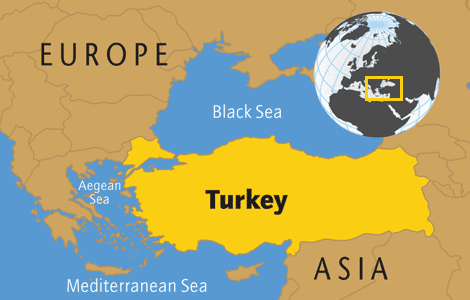 EUROPE
Black Sea
Aegean
Sea
Turkey
ASIA
Mediterranean Sea